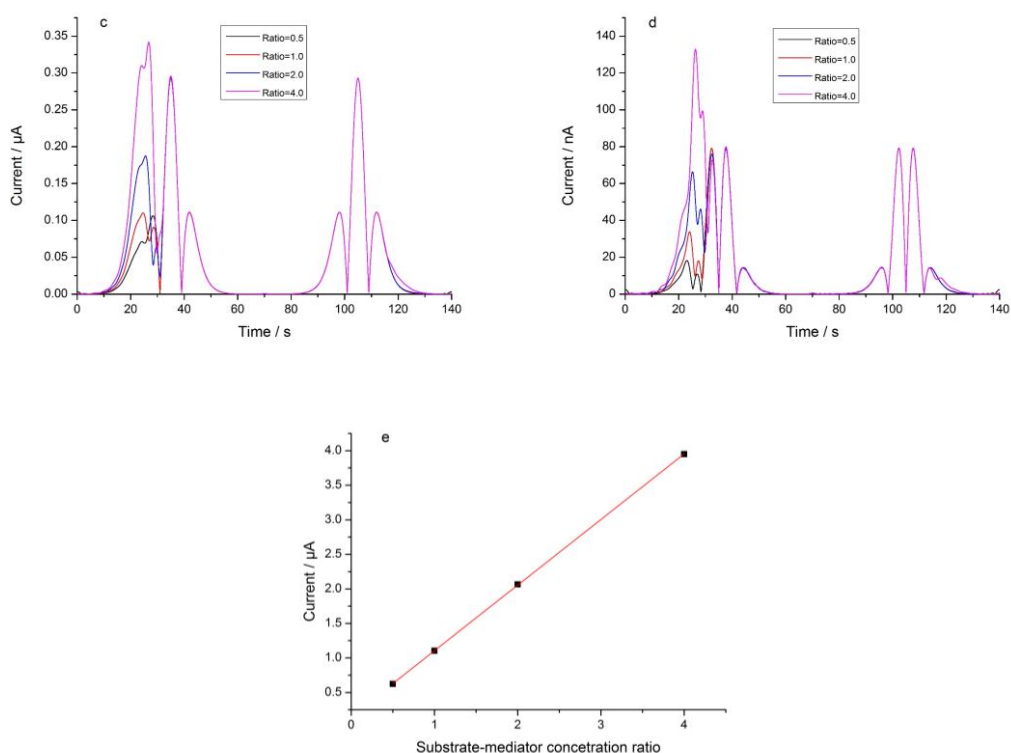 c
Current / µA
0.35
0.30
0.25
0.20
0.15
0.10
0.05
0.00
Ratio=0.5
Ratio=1.0
Ratio=2.0
Ratio=4.0
0 20 40 60 80 100 120 140
Time / s
d
Current / nA
140
120
100
80
60
40
20
0
Ratio=0.5
Ratio=1.0
Ratio=2.0
Ratio=4.0
0 20 40 60 80 100 120 140
Time / s
e
Current / µA
4.0
3.5
3.0
2.5
2.0
1.5
1.0
0.5
0 1 2 3 4
Substrate-mediator concetration ratio